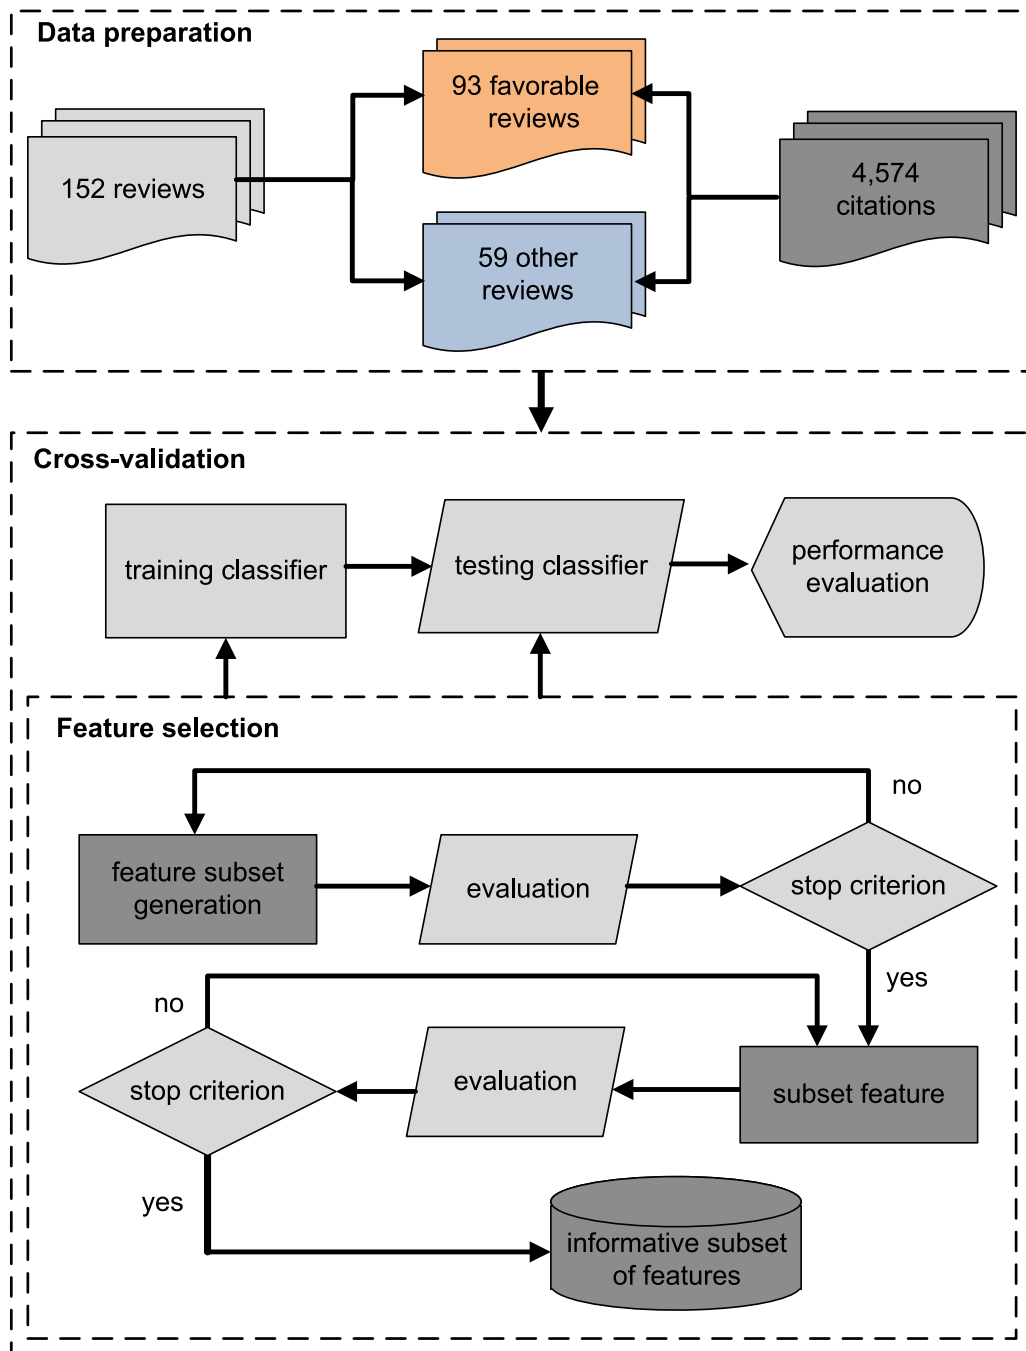 Data preparation
152 reviews
93 favorable
reviews
59 other
reviews
4,574
citations
Cross-validation
training classifier
testing classifier
performance
evaluation
Feature selection
no
feature subset
generation
evaluation
stop criterion
yes
no
stop criterion
evaluation
subset feature
yes
informative subset
of features